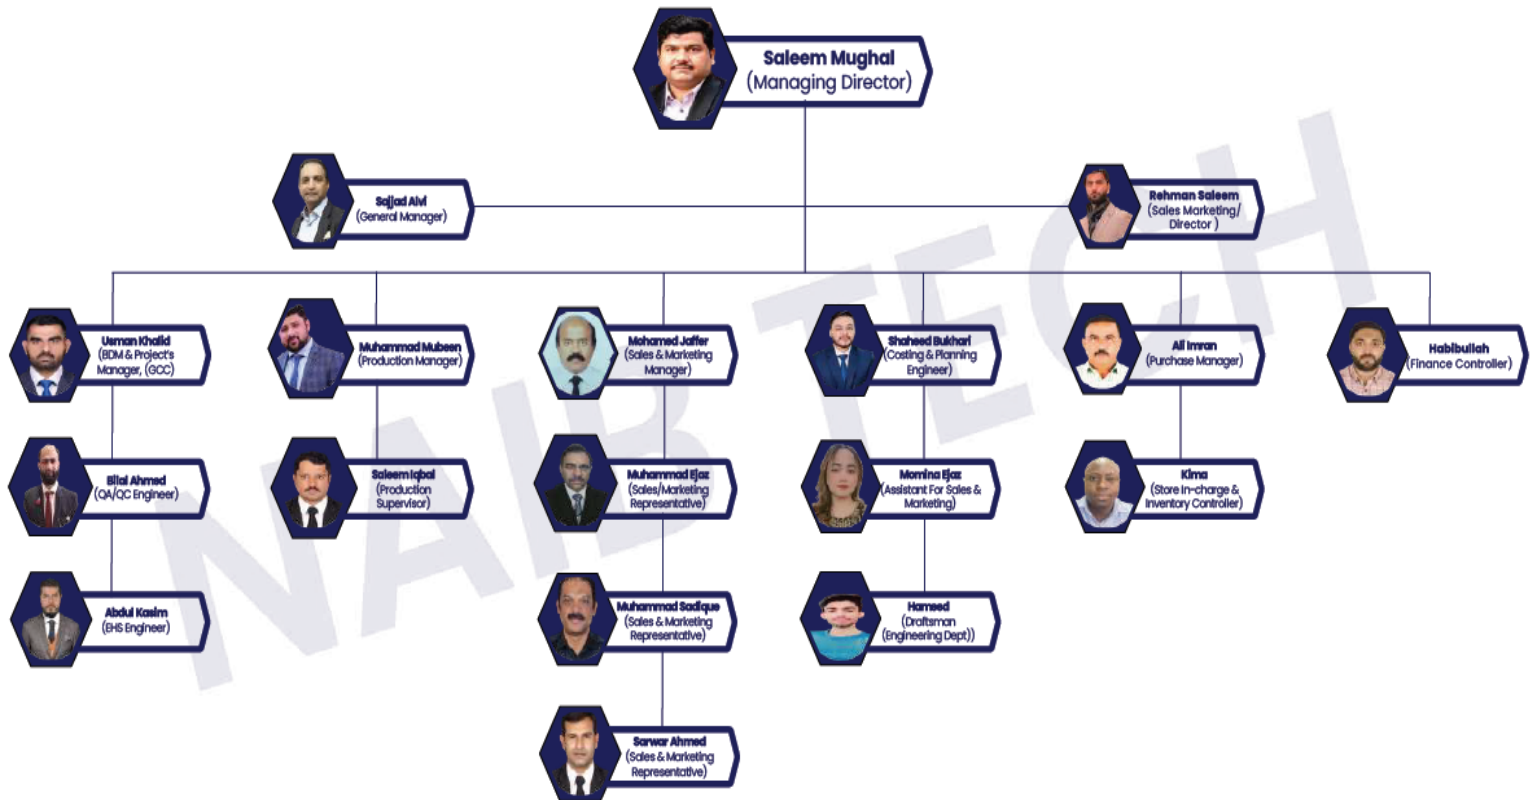 Saleem Mughal
(Managing Director)
Sajjad Alvi
(General Manager)
Rehman Saleem
(Sales Marketing/
Director )
Usman Khalid
(BDM & Project's
Manager, (GCC)
Muhammad Mubeen
(Production Manager)
Mohamed Jaffer
(Sales & Marketing
Manager)
Shaheed Bukhari
(Costing & Planning
Engineer)
Ali Imran
(Purchase Manager)
Habibullah
(Finance Controller)
Bilal Ahmed
(QA/QC Engineer)
Saleem Iqbal
(Production
Supervisor)
Muhammad Ejaz
(Sales/Marketing
Representative)
Momina Ejaz
(Assistant For Sales &
Marketing)
Kima
(Store In-charge &
Inventory Controller)
Abdul Kasim
(EHS Engineer)
Muhammad Sadique
(Sales & Marketing
Representative)
Hameed
(Draftsman
(Engineering Dept))
Sarwar Ahmed
(Sales & Marketing
Representative)
NAIB TECH